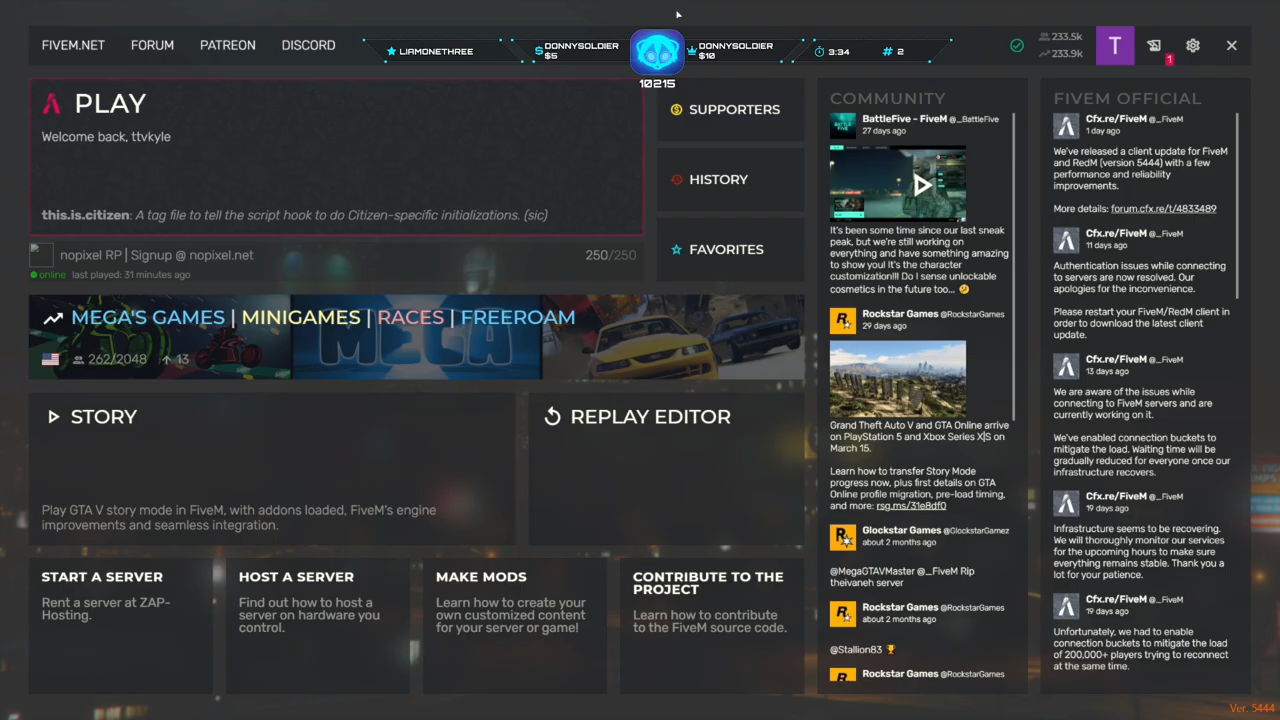 FIVEM.NET
FORUM
PATREON
DISCORD
LIAMONETHREE
DONNYSOLDIER
$5
DONNYSOLDIER
$10
3:34
# 2
10215
233.5k
233.9k
T
1
PLAY
Welcome back, ttvkyle
this.is.citizen: A tag file to tell the script hook to do Citizen-specific initializations. (sic)
nopixel RP | Signup @ nopixel.net
250/250
online last played: 31 minutes ago
SUPPORTERS
HISTORY
FAVORITES
MEGA'S GAMES | MINIGAMES | RACES | FREEROAM
MEGA
262/2048
13
STORY
Play GTA V story mode in FiveM, with addons loaded, FiveM's engine
improvements and seamless integration.
REPLAY EDITOR
START A SERVER
Rent a server at ZAP-
Hosting.
HOST A SERVER
Find out how to host a
server on hardware you
control.
MAKE MODS
Learn how to create your
own customized content
for your server or game!
CONTRIBUTE TO THE
PROJECT
Learn how to contribute
to the FiveM source code.
COMMUNITY
BattleFive - FiveM @_BattleFive
27 days ago
It's been some time since our last sneak
peak, but we're still working on
everything and have something amazing
to show you! It's the character
customization!!! Do I sense unlockable
cosmetics in the future too... 🤔
Rockstar Games @RockstarGames
29 days ago
Grand Theft Auto V and GTA Online arrive
on PlayStation 5 and Xbox Series X|S on
March 15.
Learn how to transfer Story Mode
progress now, plus first details on GTA
Online profile migration, pre-load timing,
and more: rsg.ms/31e8df0
Glockstar Games @GlockstarGamez
about 2 months ago
@MegaGTAVMaster @_FiveM Rip
theivaneh server
Rockstar Games @RockstarGames
about 2 months ago
@Stallion83 🏆
Rockstar Games @RockstarGames
FIVEM OFFICIAL
Cfx.re/FiveM @_FiveM
1 day ago
We've released a client update for FiveM
and RedM (version 5444) with a few
performance and reliability
improvements.
More details: forum.cfx.re/t/4833489
Cfx.re/FiveM @_FiveM
11 days ago
Authentication issues while connecting
to servers are now resolved. Our
apologies for the inconvenience.
Please restart your FiveM/RedM client in
order to download the latest client
update.
Cfx.re/FiveM @_FiveM
13 days ago
We are aware of the issues while
connecting to FiveM servers and are
currently working on it.
We've enabled connection buckets to
mitigate the load. Waiting time will be
gradually reduced for everyone once our
infrastructure recovers.
Cfx.re/FiveM @_FiveM
19 days ago
Infrastructure seems to be recovering.
We will thoroughly monitor our services
for the upcoming hours to make sure
everything remains stable. Thank you a
lot for your patience.
Cfx.re/FiveM @_FiveM
19 days ago
Unfortunately, we had to enable
connection buckets to mitigate the load
of 200,000+ players trying to reconnect
at the same time.
Ver. 5444